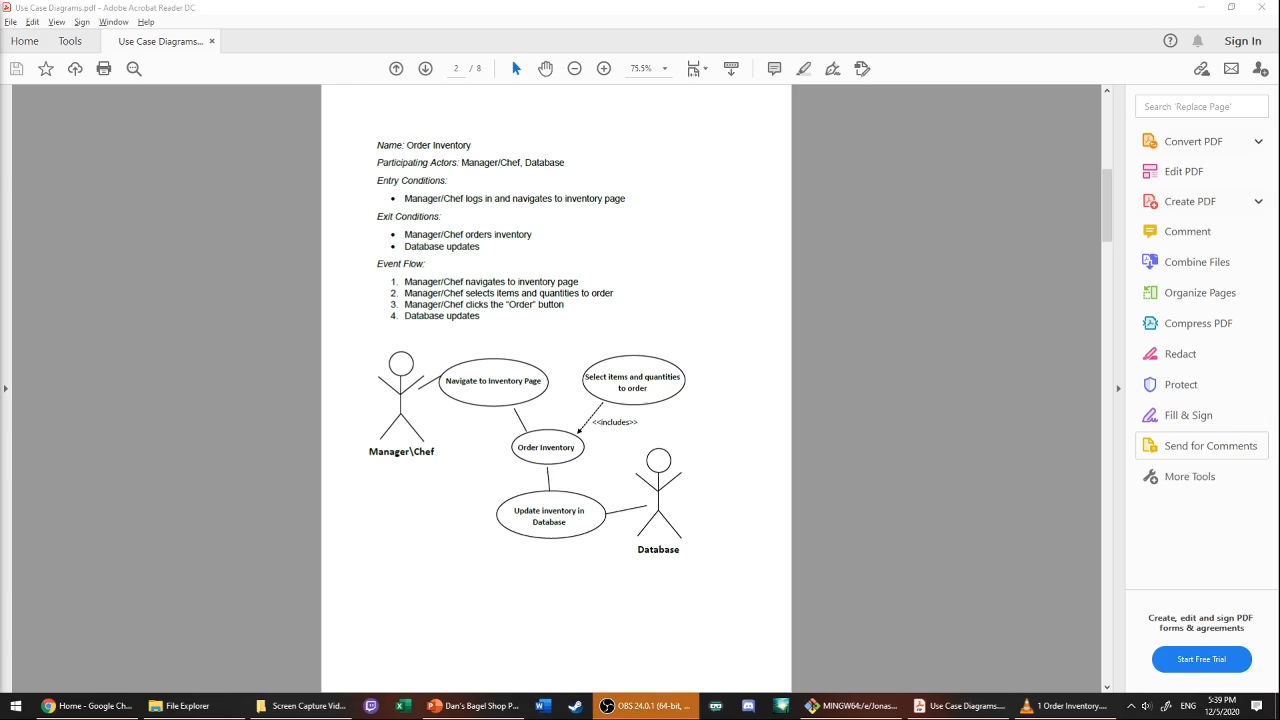 Use Case Diagrams.pdf - Adobe Acrobat Reader DC
File Edit View Sign Window Help
Home Tools Use Case Diagrams... × Sign In
2 / 8 75.5%
Search 'Replace Page'
Name: Order Inventory
Participating Actors: Manager/Chef, Database
Entry Conditions:
• Manager/Chef logs in and navigates to inventory page
Exit Conditions:
• Manager/Chef orders inventory
• Database updates
Event Flow:
1. Manager/Chef navigates to inventory page
2. Manager/Chef selects items and quantities to order
3. Manager/Chef clicks the “Order” button
4. Database updates
Navigate to Inventory Page
Select items and quantities
to order
<<includes>>
Order Inventory
Manager\Chef
Update inventory in
Database
Database
Convert PDF
Edit PDF
Create PDF
Comment
Combine Files
Organize Pages
Compress PDF
Redact
Protect
Fill & Sign
Send for Comments
More Tools
Create, edit and sign PDF
forms & agreements
Start Free Trial
Home - Google Ch...
File Explorer
Screen Capture Vid...
Dan's Bagel Shop P...
OBS 24.0.1 (64-bit, ...
MINGW64:/e/Jonas...
Use Case Diagrams....
1 Order Inventory....
ENG
5:39 PM
12/5/2020